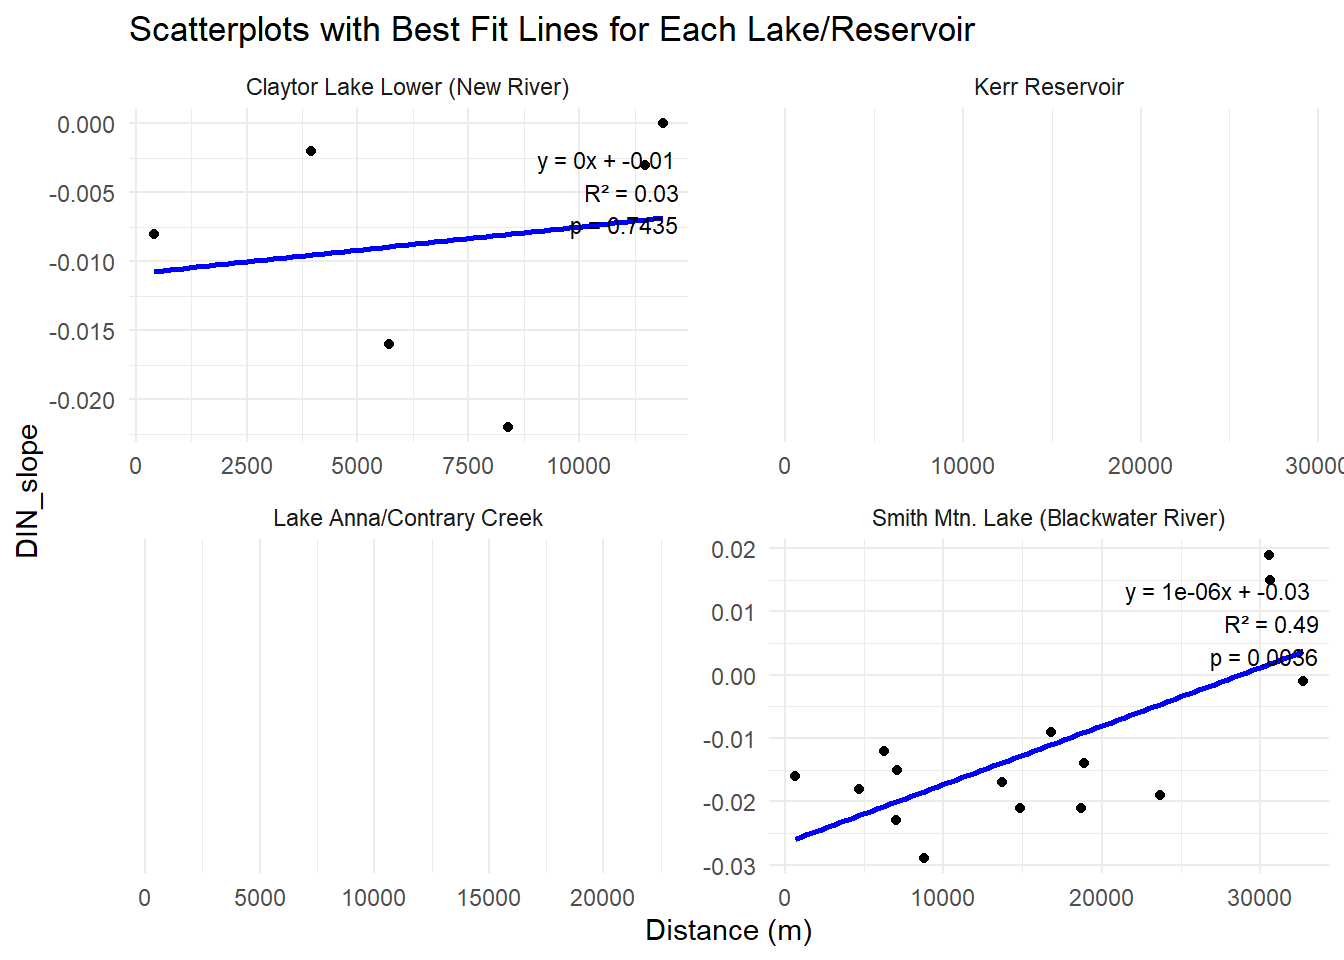 Scatterplots with Best Fit Lines for Each Lake/Reservoir
Claytor Lake Lower (New River)
0.000
-0.005
-0.010
-0.015
-0.020
y = 0x + -0.01
R² = 0.03
p = 0.7435
0 2500 5000 7500 10000
Kerr Reservoir
0 10000 20000 30000
DIN_slope
Lake Anna/Contrary Creek
0 5000 10000 15000 20000
Smith Mtn. Lake (Blackwater River)
0.02
0.01
0.00
-0.01
-0.02
-0.03
y = 1e-06x + -0.03
R² = 0.49
p = 0.0036
0 10000 20000 30000
Distance (m)